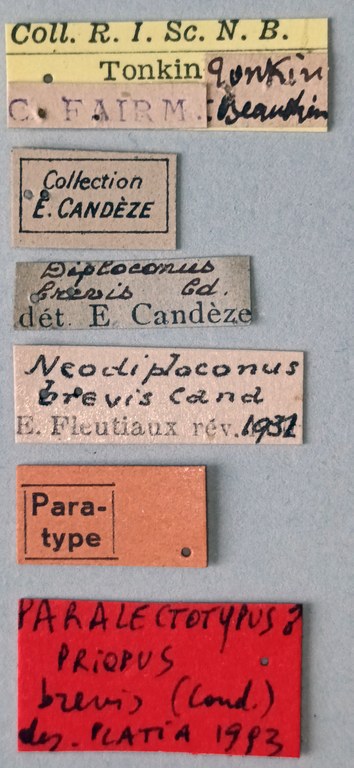 Coll. R. I. Sc. N. B.
Tonkin
Tonkin
C. FAIRM.
Beauchêne
Collection
E. CANDÈZE
Diploconus
brevis Cd.
dét. E. Candèze
Neodiploconus
brevis Cand
E. Fleutiaux rév. 1931
Para-
type
PARALECTOTYPUS
PRIOPUS
brevis (Cand.)
des. PLATIA 1993